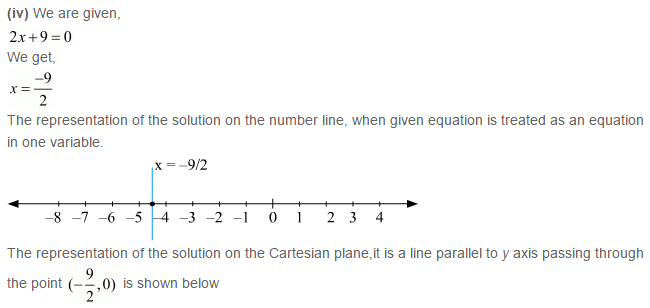 (iv) We are given,
2x+9=0
We get,
x = –9/2
The representation of the solution on the number line, when given equation is treated as an equation
in one variable.
x = –9/2
–8 –7 –6 –5 –4 –3 –2 –1 0 1 2 3 4
The representation of the solution on the Cartesian plane,it is a line parallel to y axis passing through
the point (–9/2,0) is shown below